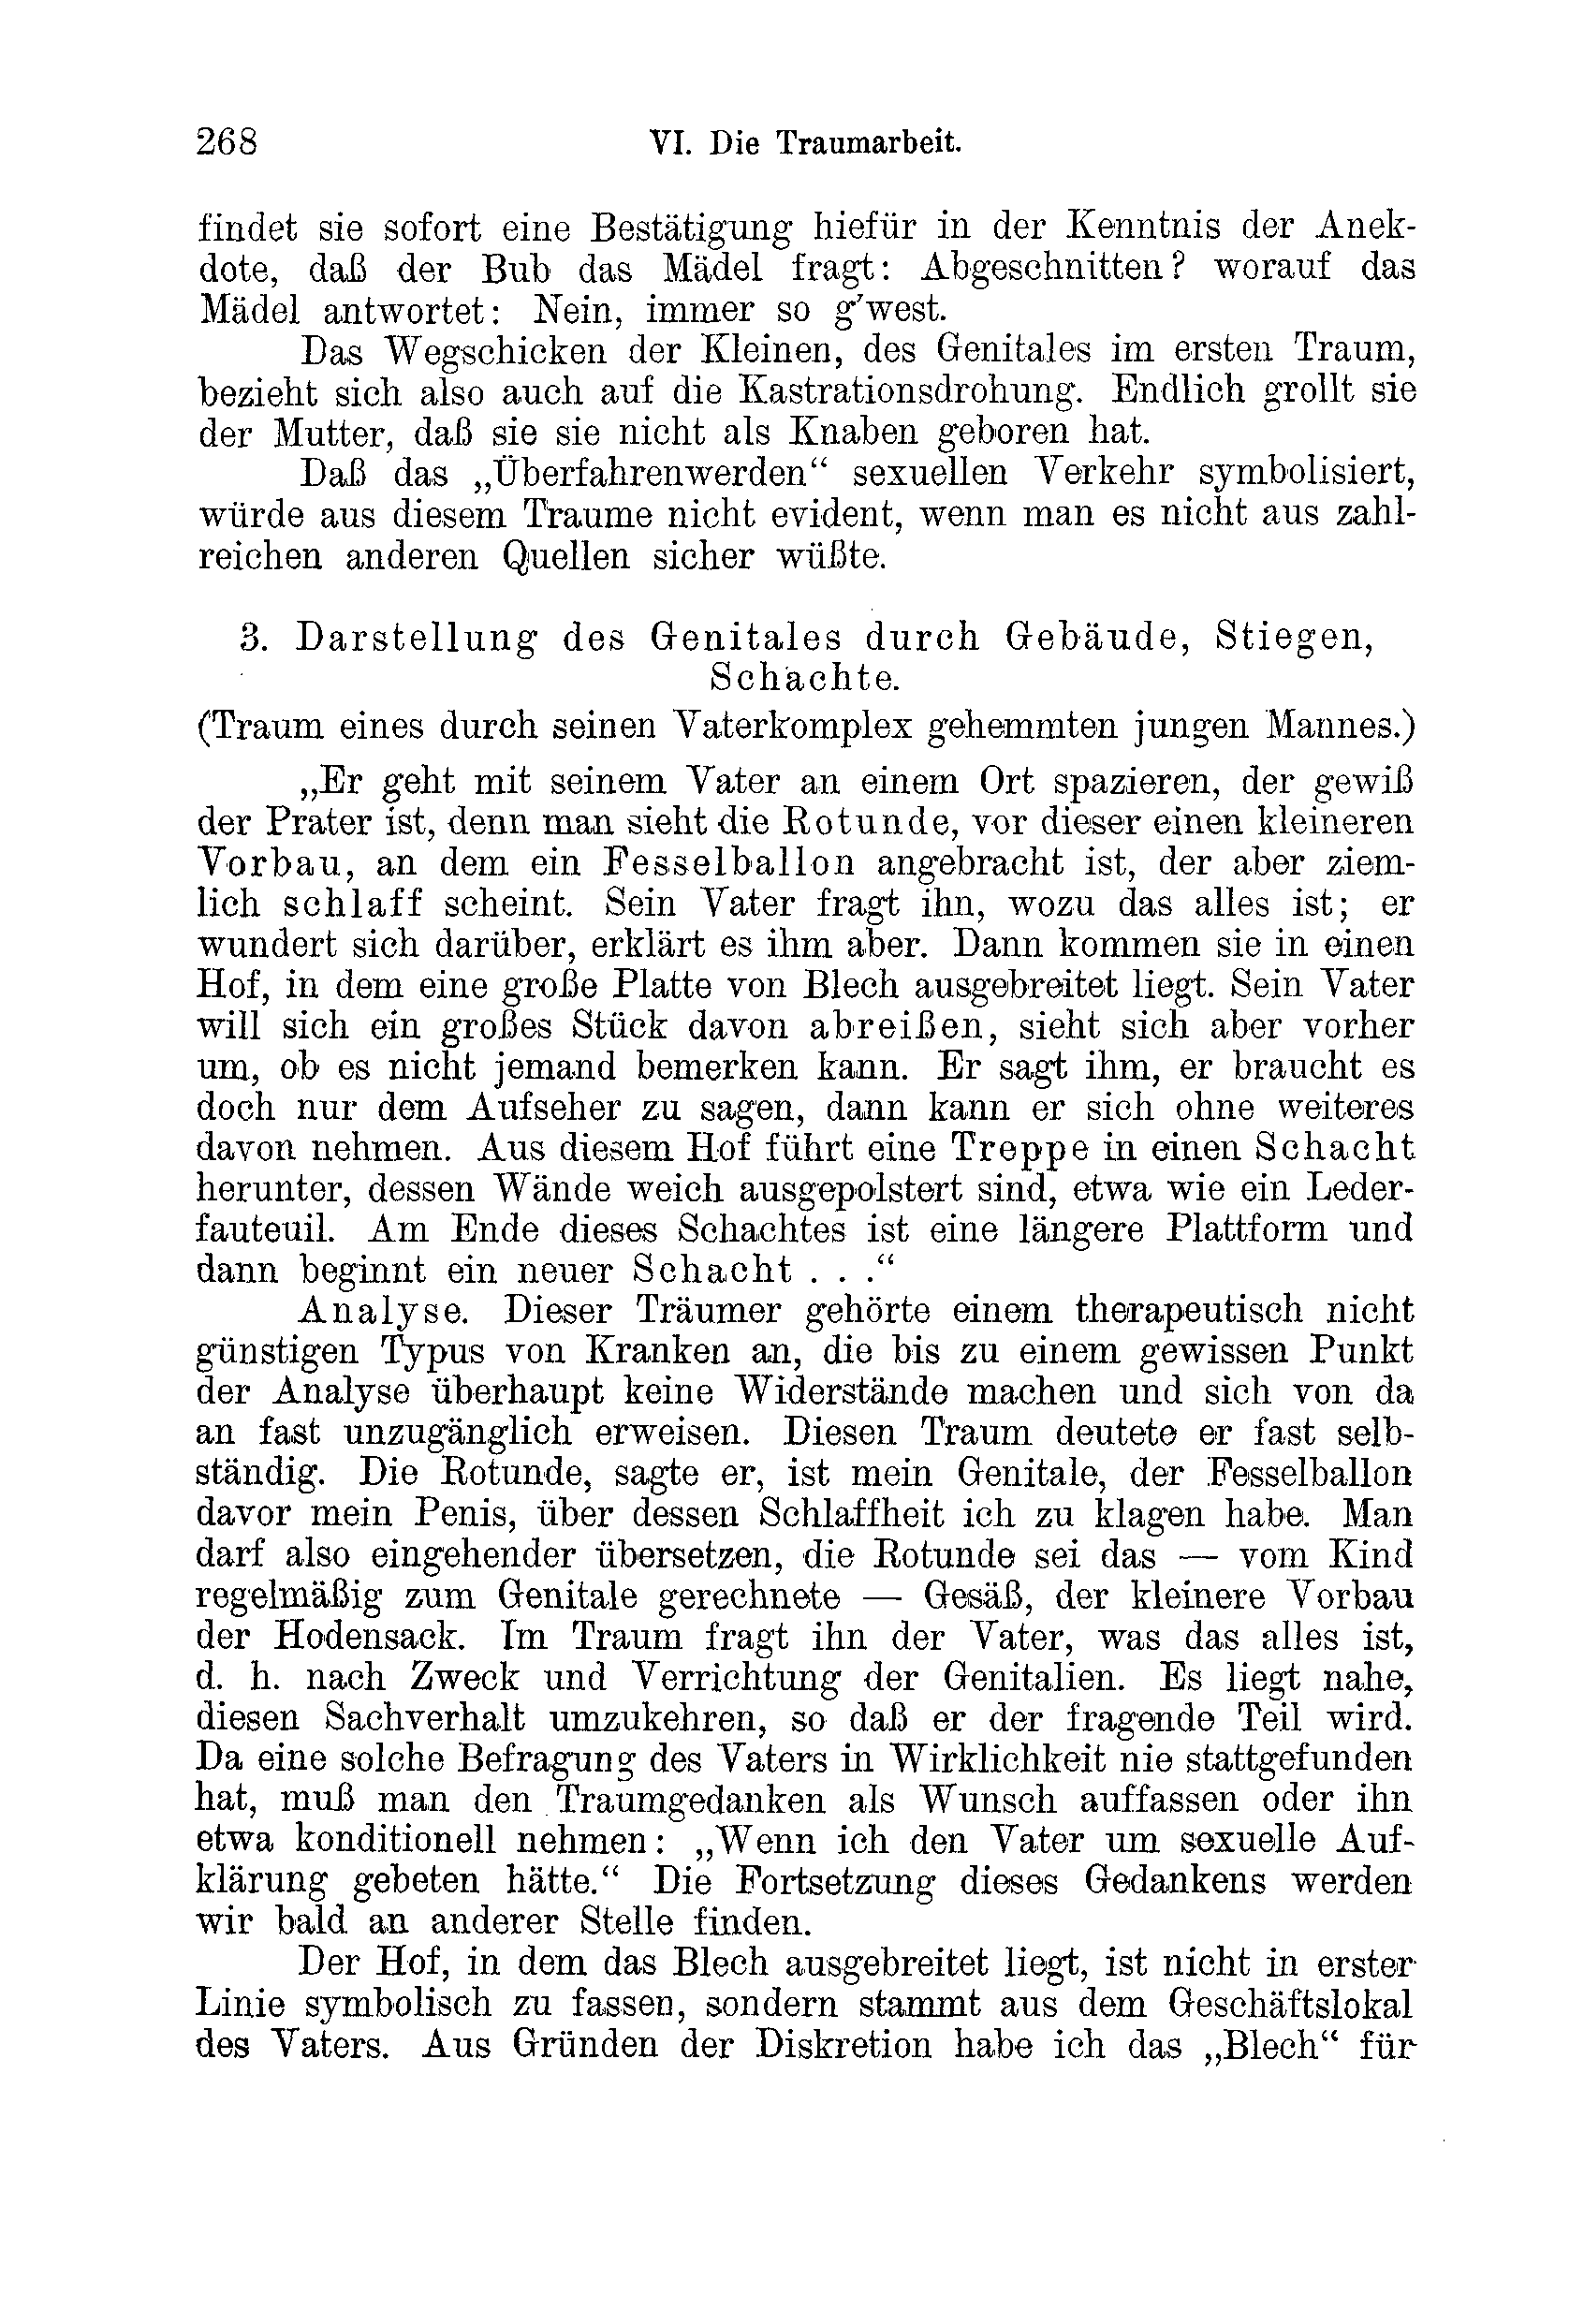 268 VI. Die Traumarbeit.
findet sie sofort eine Bestätigung hiefür in der Kenntnis der Anek-
dote, daß der Bub das Mädel fragt: Abgeschnitten? worauf das
Mädel antwortet: Nein, immer so g'west.
Das Wegschicken der Kleinen, des Genitales im ersten Traum,
bezieht sich also auch auf die Kastrationsdrohung. Endlich grollt sie
der Mutter, daß sie sie nicht als Knaben geboren hat.
Daß das „Überfahrenwerden“ sexuellen Verkehr symbolisiert,
würde aus diesem Traume nicht evident, wenn man es nicht aus zahl-
reichen anderen Quellen sicher wüßte.
3. Darstellung des Genitales durch Gebäude, Stiegen,
Schachte.
(Traum eines durch seinen Vaterkomplex gehemmten jungen Mannes.)
„Er geht mit seinem Vater an einem Ort spazieren, der gewiß
der Prater ist, denn man sieht die Rotunde, vor dieser einen kleineren
Vorbau, an dem ein Fesselballon angebracht ist, der aber ziem-
lich schlaff scheint. Sein Vater fragt ihn, wozu das alles ist; er
wundert sich darüber, erklärt es ihm aber. Dann kommen sie in einen
Hof, in dem eine große Platte von Blech ausgebreitet liegt. Sein Vater
will sich ein großes Stück davon abreißen, sieht sich aber vorher
um, ob es nicht jemand bemerken kann. Er sagt ihm, er braucht es
doch nur dem Aufseher zu sagen, dann kann er sich ohne weiteres
davon nehmen. Aus diesem Hof führt eine Treppe in einen Schacht
herunter, dessen Wände weich ausgepolstert sind, etwa wie ein Leder-
fauteuil. Am Ende dieses Schachtes ist eine längere Plattform und
dann beginnt ein neuer Schacht . . .“
Analyse. Dieser Träumer gehörte einem therapeutisch nicht
günstigen Typus von Kranken an, die bis zu einem gewissen Punkt
der Analyse überhaupt keine Widerstände machen und sich von da
an fast unzugänglich erweisen. Diesen Traum deutete er fast selb-
ständig. Die Rotunde, sagte er, ist mein Genitale, der Fesselballon
davor mein Penis, über dessen Schlaffheit ich zu klagen habe. Man
darf also eingehender übersetzen, die Rotunde sei das — vom Kind
regelmäßig zum Genitale gerechnete — Gesäß, der kleinere Vorbau
der Hodensack. Im Traum fragt ihn der Vater, was das alles ist,
d. h. nach Zweck und Verrichtung der Genitalien. Es liegt nahe,
diesen Sachverhalt umzukehren, so daß er der fragende Teil wird.
Da eine solche Befragung des Vaters in Wirklichkeit nie stattgefunden
hat, muß man den Traumgedanken als Wunsch auffassen oder ihn
etwa konditionell nehmen: „Wenn ich den Vater um sexuelle Auf-
klärung gebeten hätte.“ Die Fortsetzung dieses Gedankens werden
wir bald an anderer Stelle finden.
Der Hof, in dem das Blech ausgebreitet liegt, ist nicht in erster
Linie symbolisch zu fassen, sondern stammt aus dem Geschäftslokal
des Vaters. Aus Gründen der Diskretion habe ich das „Blech“ für